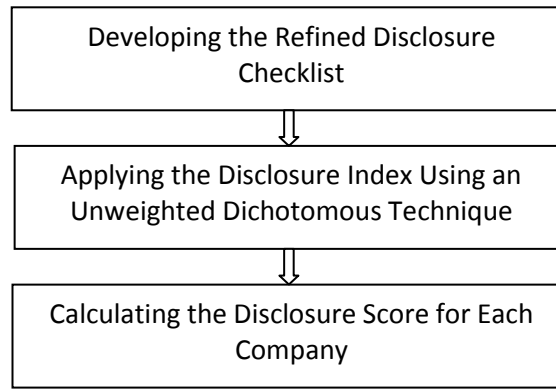 Developing the Refined Disclosure
Checklist
Applying the Disclosure Index Using an
Unweighted Dichotomous Technique
Calculating the Disclosure Score for Each
Company